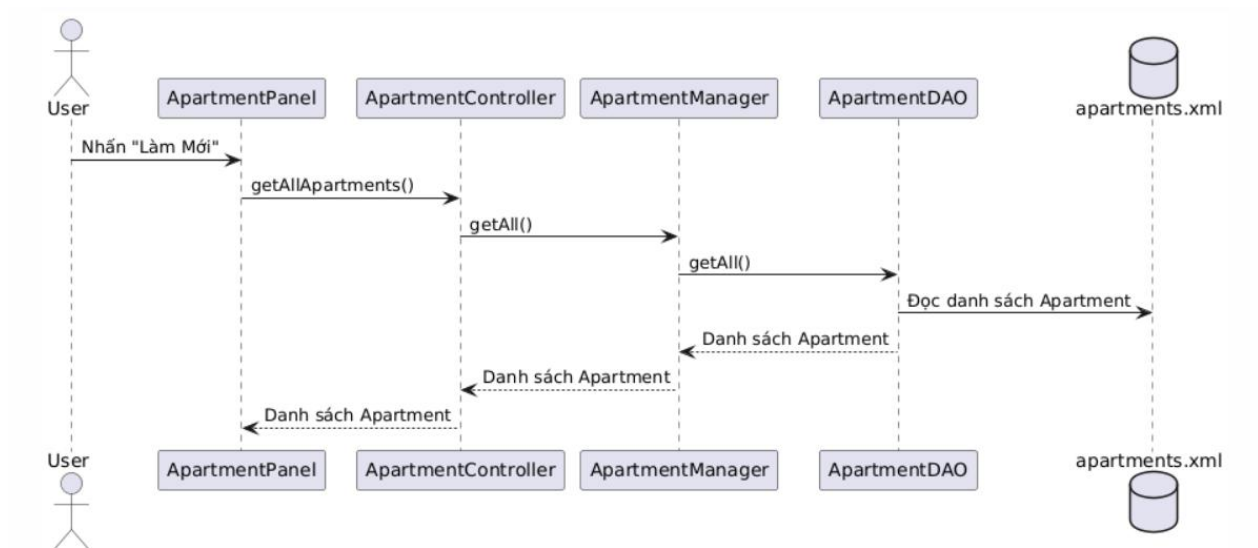 User
ApartmentPanel
ApartmentController
ApartmentManager
ApartmentDAO
apartments.xml
Nhấn "Làm Mới"
getAllApartments()
getAll()
getAll()
Đọc danh sách Apartment
Danh sách Apartment
Danh sách Apartment
Danh sách Apartment
User
ApartmentPanel
ApartmentController
ApartmentManager
ApartmentDAO
apartments.xml